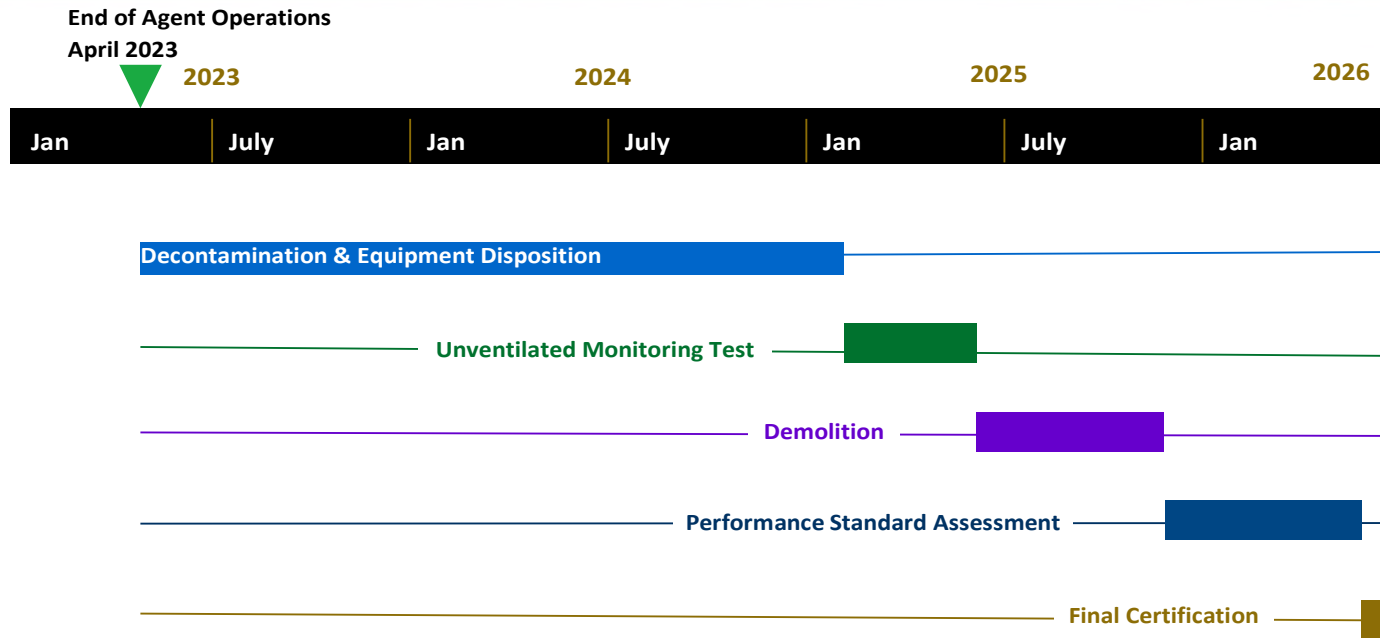 End of Agent Operations
April 2023
2023 2024 2025 2026
Jan July Jan July Jan July Jan
Decontamination & Equipment Disposition
Unventilated Monitoring Test
Demolition
Performance Standard Assessment
Final Certification